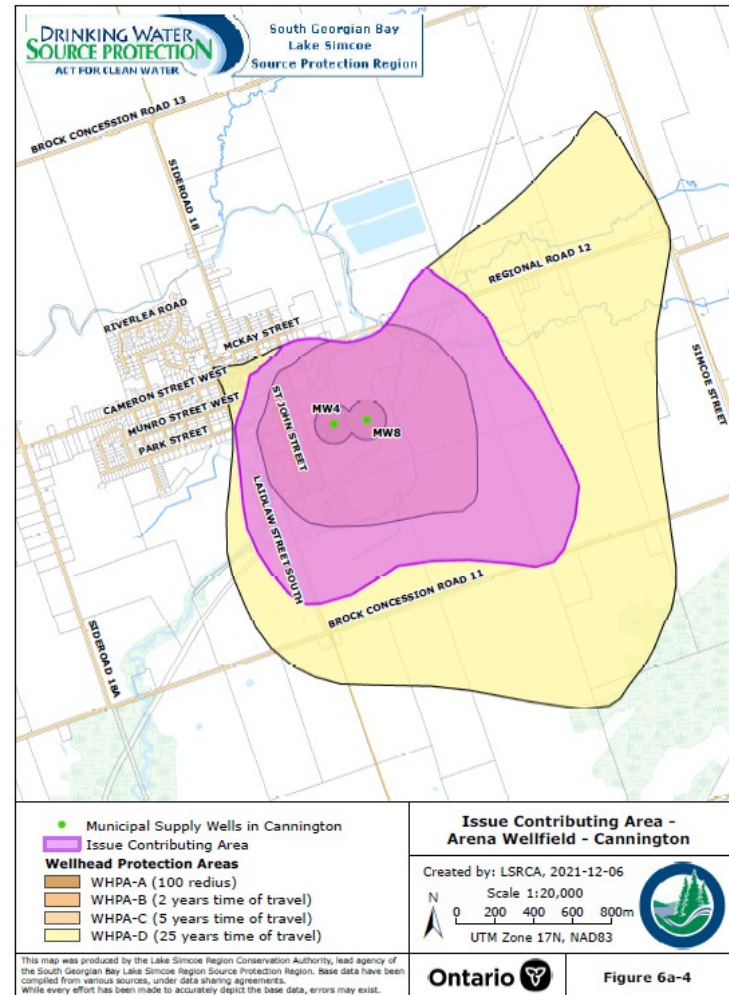 DRINKING WATER
SOURCE PROTECTION
ACT FOR CLEAN WATER
South Georgian Bay
Lake Simcoe
Source Protection Region
BROCK CONCESSION ROAD 13
SIDEROAD 18
REGIONAL ROAD 12
RIVERLEA ROAD
MCKAY STREET
SIMCOE STREET
CAMERON STREET WEST
MUNRO STREET WEST
PARK STREET
ST JOHN STREET
MW4
MW8
LAIDLAW STREET SOUTH
BROCK CONCESSION ROAD 11
SIDEROAD 18A
Municipal Supply Wells in Cannington
Issue Contributing Area
Wellhead Protection Areas
WHPA-A (100 radius)
WHPA-B (2 years time of travel)
WHPA-C (5 years time of travel)
WHPA-D (25 years time of travel)
Issue Contributing Area -
Arena Wellfield - Cannington
Created by: LSRCA, 2021-12-06
Scale 1:20,000
N
0 200 400 600 800m
UTM Zone 17N, NAD83
This map was produced by the Lake Simcoe Region Conservation Authority, lead agency of
the South Georgian Bay Lake Simcoe Region Source Protection Region. Base data have been
compiled from various sources, under data sharing agreements.
While every effort has been made to accurately depict the base data, errors may exist.
Ontario
Figure 6a-4